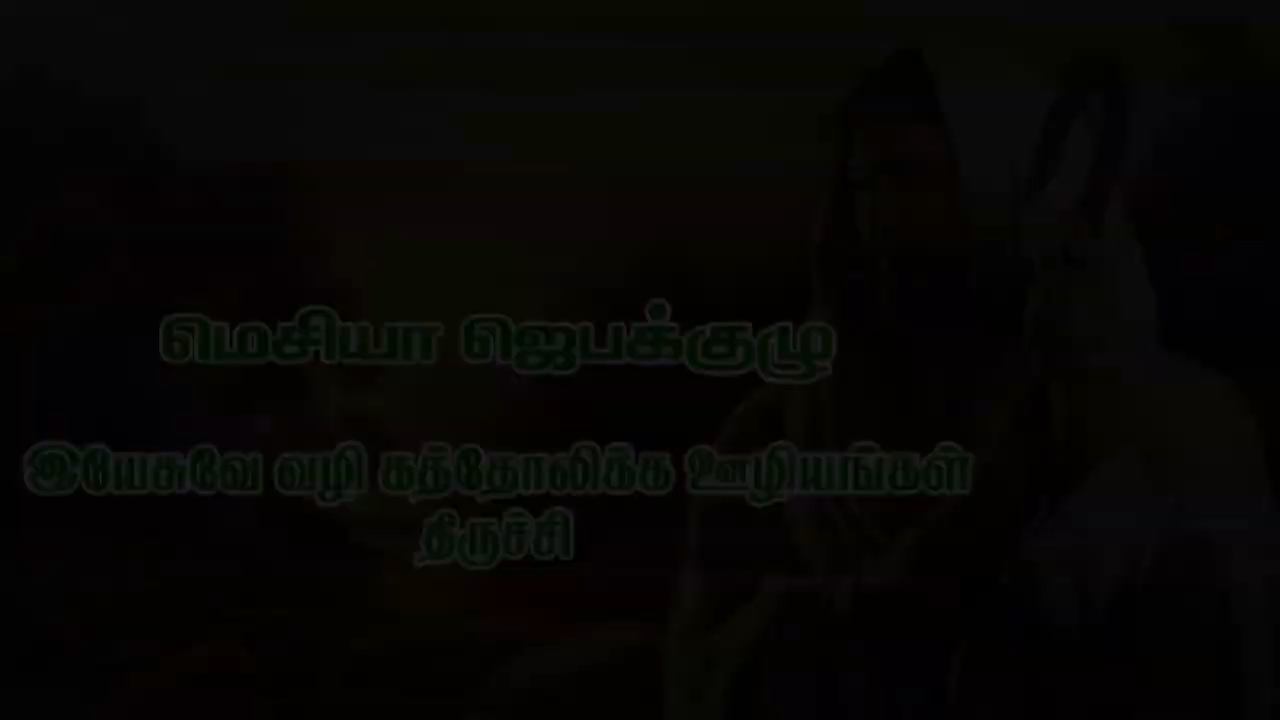 மெசியா ஜெபக்குழு
இயேசுவே வழி கத்தோலிக்க ஊழியங்கள்
திருச்சி